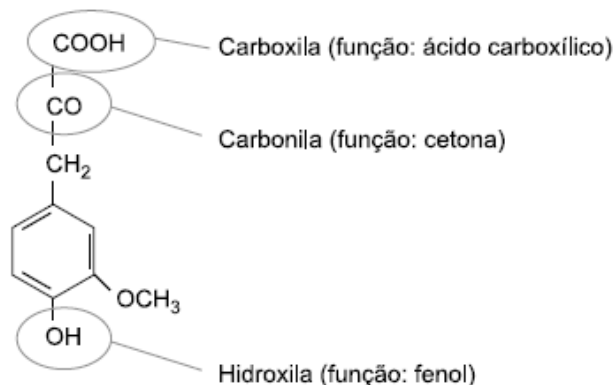 COOH Carboxila (função: ácido carboxílico)
CO Carbonila (função: cetona)
CH2
OCH3
OH Hidroxila (função: fenol)